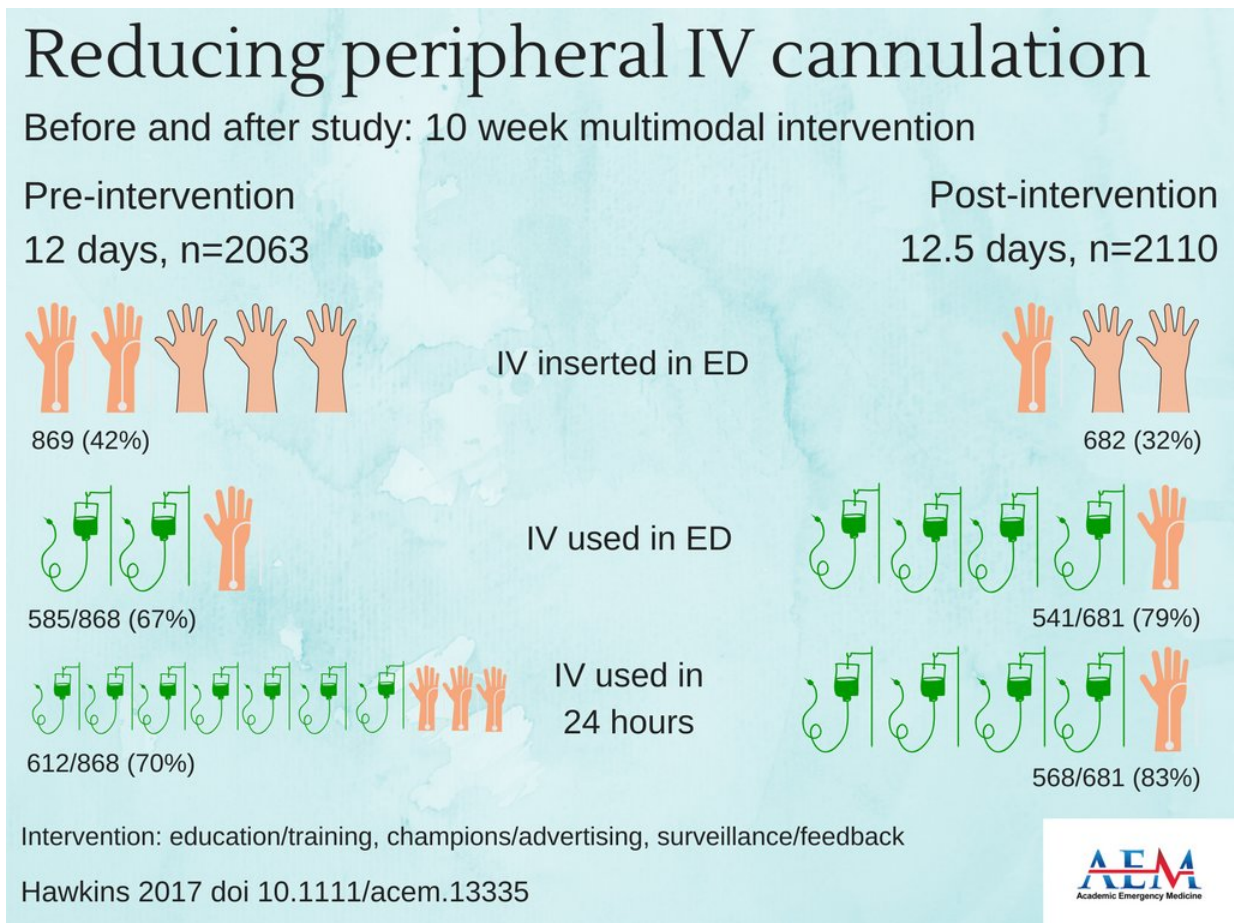 Reducing peripheral IV cannulation
Before and after study: 10 week multimodal intervention
Pre-intervention
12 days, n=2063
Post-intervention
12.5 days, n=2110
IV inserted in ED
869 (42%)
682 (32%)
IV used in ED
585/868 (67%)
541/681 (79%)
IV used in
24 hours
612/868 (70%)
568/681 (83%)
Intervention: education/training, champions/advertising, surveillance/feedback
Hawkins 2017 doi 10.1111/acem.13335
AEM
Academic Emergency Medicine